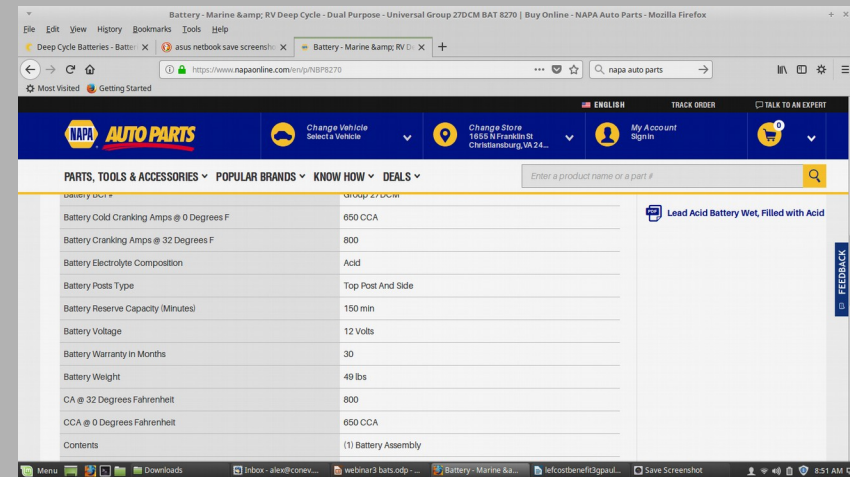 Battery - Marine &amp; RV Deep Cycle - Dual Purpose - Universal Group 27DCM BAT 8270 | Buy Online - NAPA Auto Parts - Mozilla Firefox
File Edit View History Bookmarks Tools Help
Deep Cycle Batteries - Batter
asus netbook save screensh
Battery - Marine &amp; RV D
https://www.napaonline.com/en/p/NBP8270
napa auto parts
Most Visited Getting Started
ENGLISH TRACK ORDER TALK TO AN EXPERT
NAPA AUTO PARTS
Change Vehicle
Select a Vehicle
Change Store
1655 N Franklin St
Christiansburg, VA 24...
My Account
Sign in
0
PARTS, TOOLS & ACCESSORIES POPULAR BRANDS KNOW HOW DEALS
Enter a product name or a part #
Battery BCI # Group 27DCM
Battery Cold Cranking Amps @ 0 Degrees F 650 CCA
Battery Cranking Amps @ 32 Degrees F 800
Battery Electrolyte Composition Acid
Battery Posts Type Top Post And Side
Battery Reserve Capacity (Minutes) 150 min
Battery Voltage 12 Volts
Battery Warranty in Months 30
Battery Weight 49 lbs
CA @ 32 Degrees Fahrenheit 800
CCA @ 0 Degrees Fahrenheit 650 CCA
Contents (1) Battery Assembly
PDF Lead Acid Battery Wet, Filled with Acid
FEEDBACK
Menu
Downloads
Inbox - alex@conev....
webinar3 bats.odp - ...
Battery - Marine &a...
lefcostbenefit3gpaul...
Save Screenshot
8:51 AM